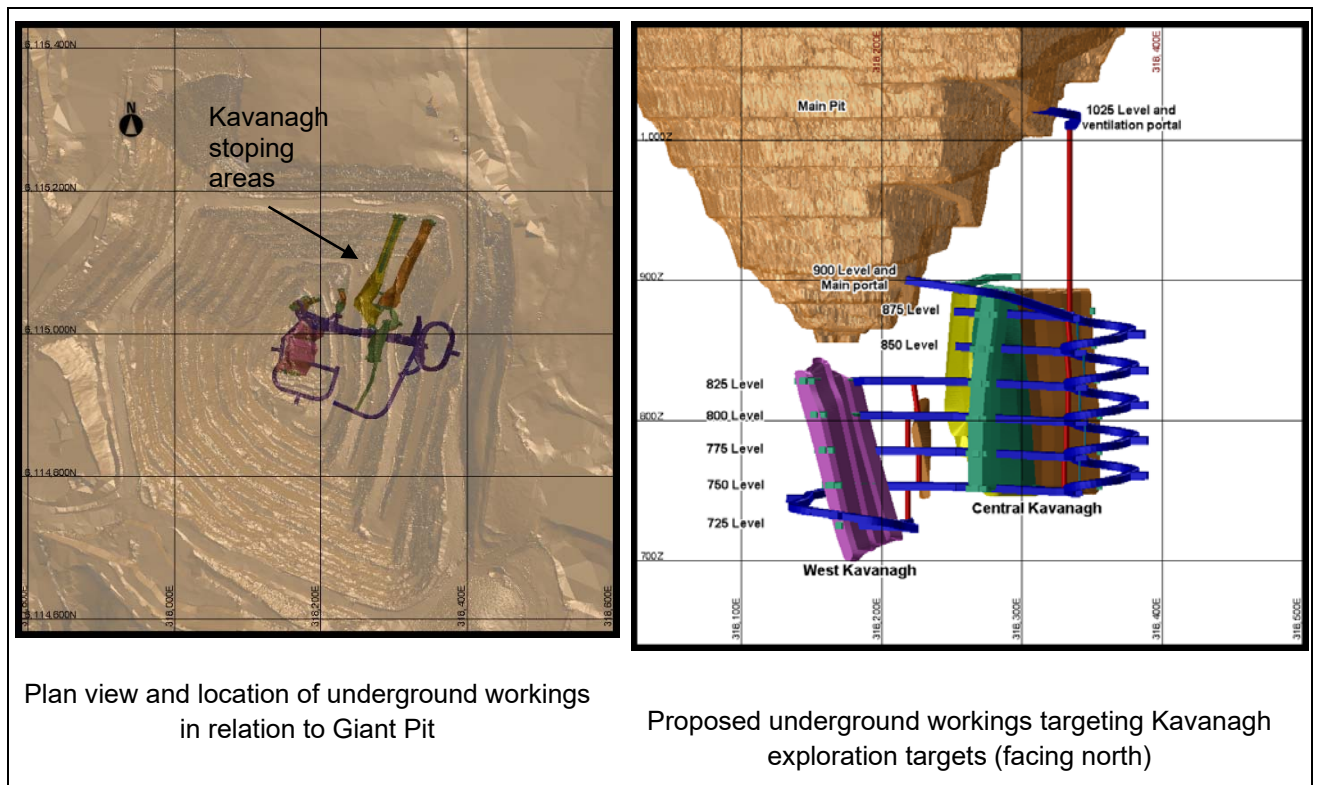 6,115,400N
N
Kavanagh
stoping
areas
6,115,200N
6,115,000N
6,114,800N
6,114,600N
318,000E
318,200E
318,400E
318,600E
Plan view and location of underground workings
in relation to Giant Pit
318,200E
318,400E
Main Pit
1025 Level and
ventilation portal
1,000Z
900 Level and
Main portal
900Z
875 Level
850 Level
825 Level
800 Level
800Z
775 Level
750 Level
725 Level
Central Kavanagh
700Z
West Kavanagh
318,100E
318,200E
318,300E
318,400E
318,500E
Proposed underground workings targeting Kavanagh
exploration targets (facing north)